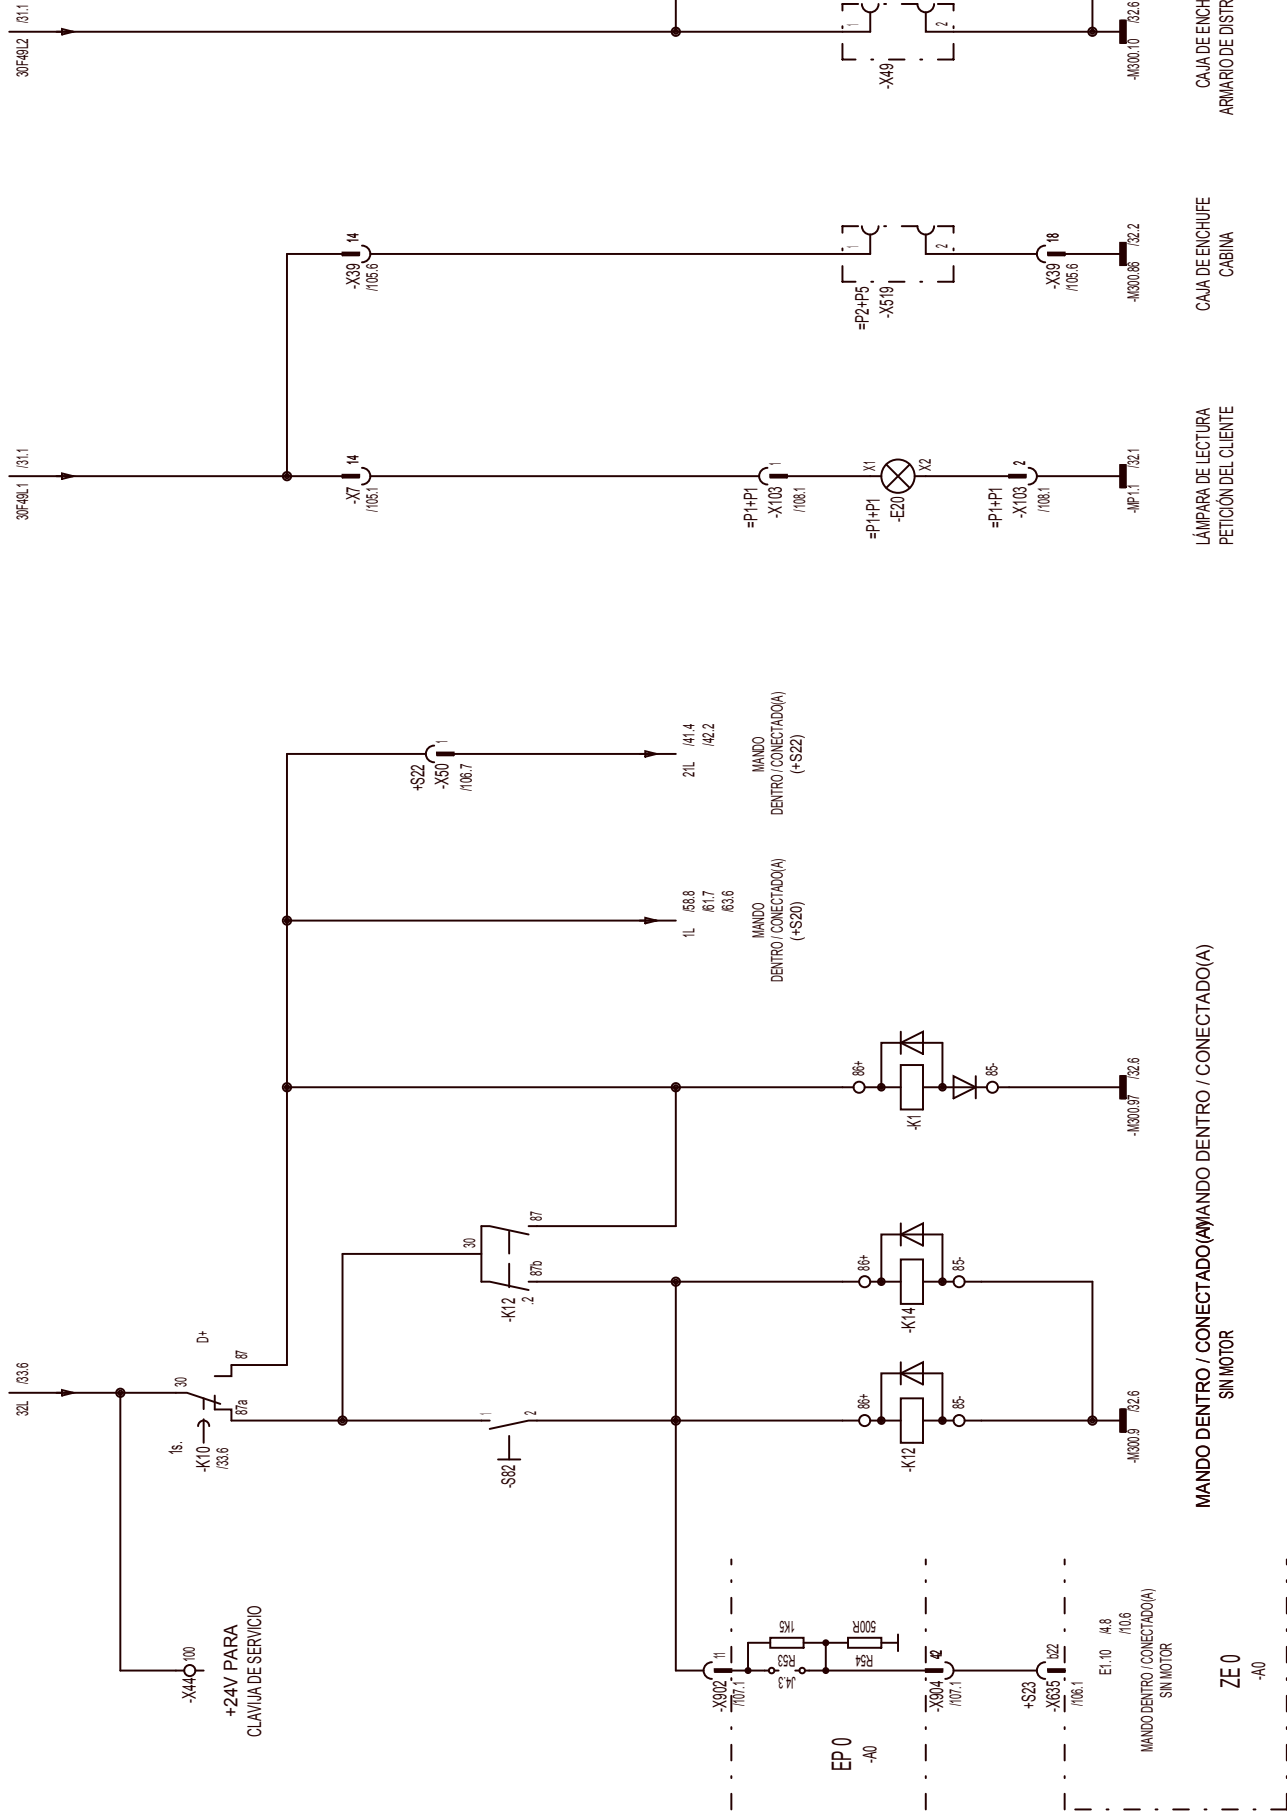 30F49L2 /31.1
1
2
-X49
-M300.10 /32.6
CAJA DE ENCH
ARMARIO DE DISTR
14
-X39
/105.6
1
2
=P2+P5
-X519
18
-X39
/105.6
-M300.86 /32.2
CAJA DE ENCHUFE
CABINA
30F49L1 /31.1
14
-X7
/105.1
=P1+P1
-X103 1
/108.1
X1
X2
=P1+P1
-E20
=P1+P1
-X103 2
/108.1
-MP1.1 /32.1
LÁMPARA DE LECTURA
PETICIÓN DEL CLIENTE
+S22
-X50 1
/106.7
21L /41.4
/42.2
MANDO
DENTRO / CONECTADO(A)
(+S22)
1L /58.8
/61.7
/63.6
MANDO
DENTRO / CONECTADO(A)
(+S20)
86+
-K1
85-
-M300.97 /32.6
30
87
87b
-K12
.2
86+
-K14
85-
32L /33.6
D+
30
87
87a
1s.
-K10
/33.6
1
2
-S82
86+
-K12
85-
-M300.9 /32.6
MANDO DENTRO / CONECTADO(A)
MANDO DENTRO / CONECTADO(A)
SIN MOTOR
-X44 100
+24V PARA
CLAVIJA DE SERVICIO
-X902 11
/107.1
1K5
R53
J4.3
500R
R54
EP 0
-A0
-X904 42
/107.1
+S23
-X635 b22
/106.1
E1.10 /4.8
/10.6
MANDO DENTRO / CONECTADO(A)
SIN MOTOR
ZE 0
-A0